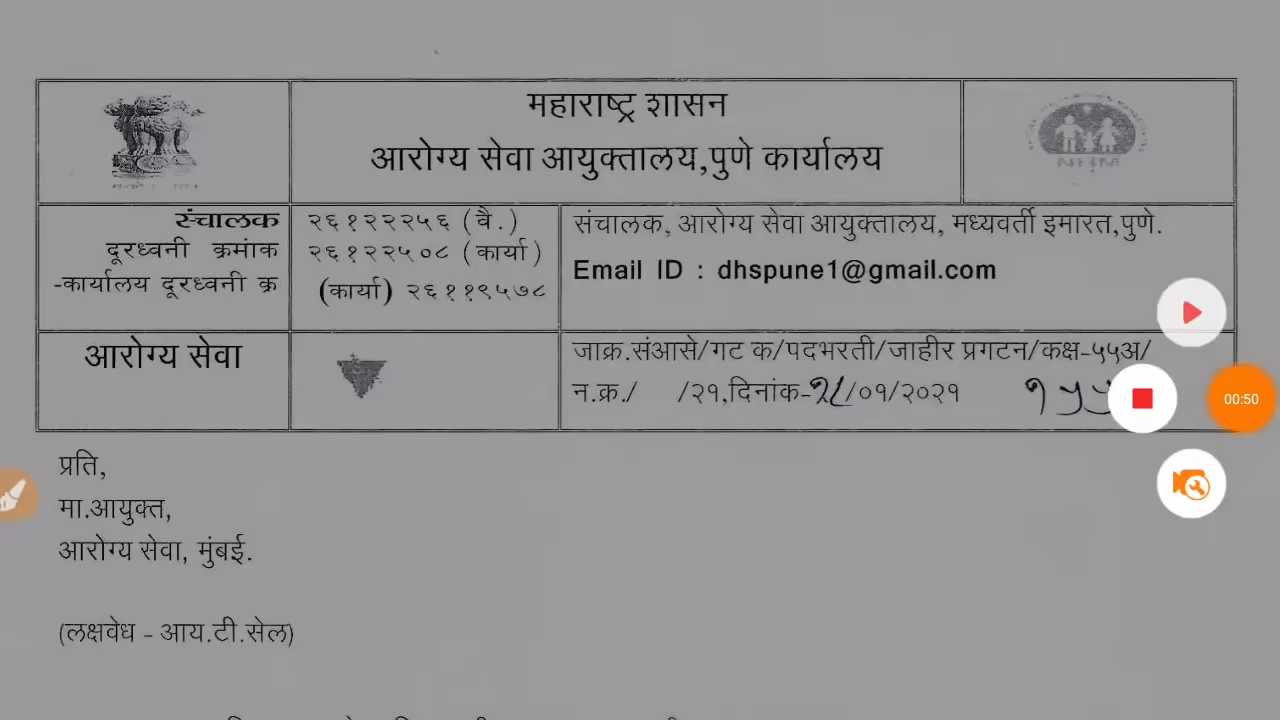 महाराष्ट्र शासन
आरोग्य सेवा आयुक्तालय,पुणे कार्यालय
NHM
संचालक
दूरध्वनी क्रमांक
-कार्यालय दूरध्वनी क्र
२६१२२२५६ (वै.)
२६१२२५०८ (कार्या)
(कार्या) २६११९५७८
संचालक, आरोग्य सेवा आयुक्तालय, मध्यवर्ती इमारत,पुणे.
Email ID : dhspune1@gmail.com
आरोग्य सेवा
जाक्र.संआसे/गट क/पदभरती/जाहीर प्रगटन/कक्ष-५५अ/
न.क्र./ /२१,दिनांक-/०१/२०२१
00:50
प्रति,
मा.आयुक्त,
आरोग्य सेवा, मुंबई.
(लक्षवेध - आय.टी.सेल)